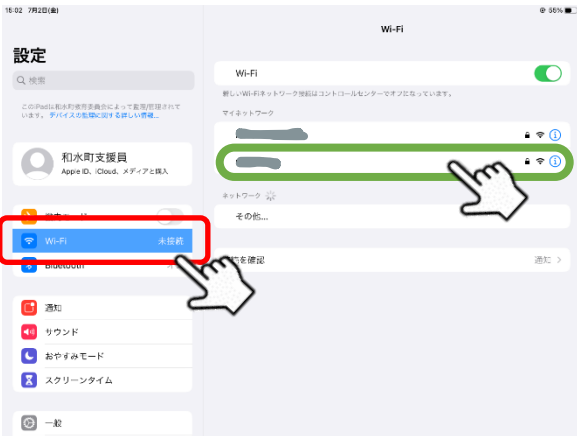 15:02 7月2日(金)
55%
Wi-Fi
設定
検索
このiPadは和水町教育委員会によって監理/管理されて
います。デバイスの監理に関する詳しい情報...
和水町支援員
Apple ID、iCloud、メディアと購入
Wi-Fi 未接続
Bluetooth
通知
サウンド
おやすみモード
スクリーンタイム
一般
Wi-Fi
新しいWi-Fiネットワーク接続はコントロールセンターでオフになっています。
マイネットワーク
ネットワーク
その他...
を確認 通知